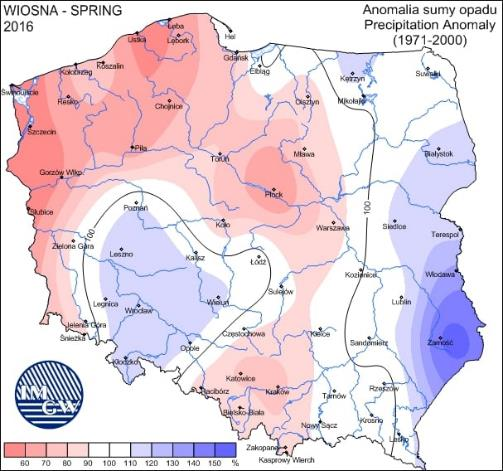 WIOSNA - SPRING
2016
Anomalia sumy opadu
Precipitation Anomaly
(1971-2000)
Łeba
Hel
Ustka
Lębork
Koszalin
Kołobrzeg
Gdańsk
Elbląg
Kętrzyn
Suwałki
Świnoujście
Resko
Chojnice
Olsztyn
Mikołajki
Szczecin
Piła
Toruń
Mława
Białystok
Gorzów Wlkp.
Płock
Słubice
Poznań
Koło
Warszawa
Siedlce
Terespol
100
100
Zielona Góra
Leszno
Kalisz
Łódź
Kozienice
Włodawa
Legnica
Wrocław
Wieluń
Sulejów
Lublin
Jelenia Góra
Śnieżka
Częstochowa
Kielce
Sandomierz
Zamość
Kłodzko
Opole
Katowice
Racibórz
Kraków
Tarnów
Rzeszów
Bielsko-Biała
Nowy Sącz
Krosno
Lesko
Zakopane
Kasprowy Wierch
IMGW
60 70 80 90 100 110 120 130 140 150 %